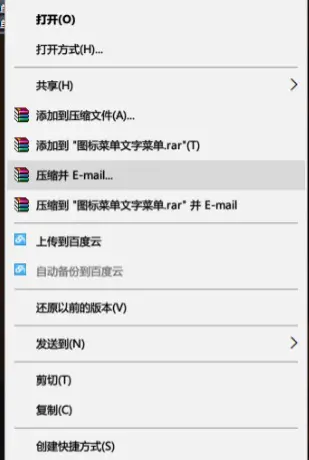 打开(O)
打开方式(H)...
共享(H)
添加到压缩文件(A)...
添加到 "图标菜单文字菜单.rar"(T)
压缩并 E-mail...
压缩到 "图标菜单文字菜单.rar" 并 E-mail
上传到百度云
自动备份到百度云
还原以前的版本(V)
发送到(N)
剪切(T)
复制(C)
创建快捷方式(S)